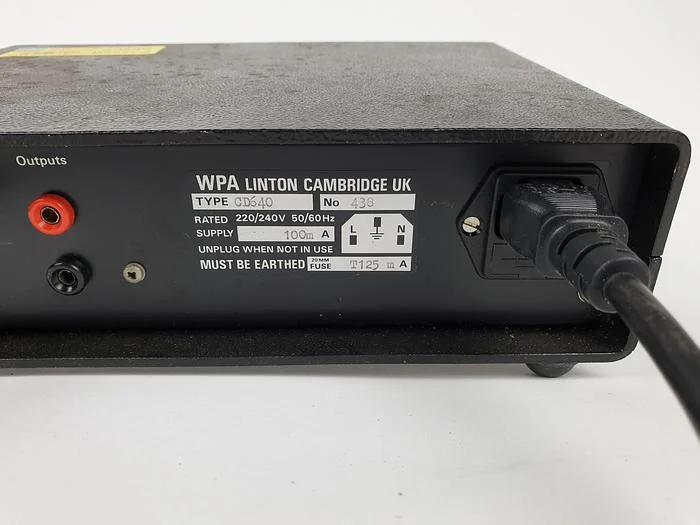 Outputs
WPA LINTON CAMBRIDGE UK
TYPE CD640 No 438
RATED 220/240V 50/60Hz
SUPPLY 100m A
L N
UNPLUG WHEN NOT IN USE
MUST BE EARTHED 20MM FUSE T125 m A